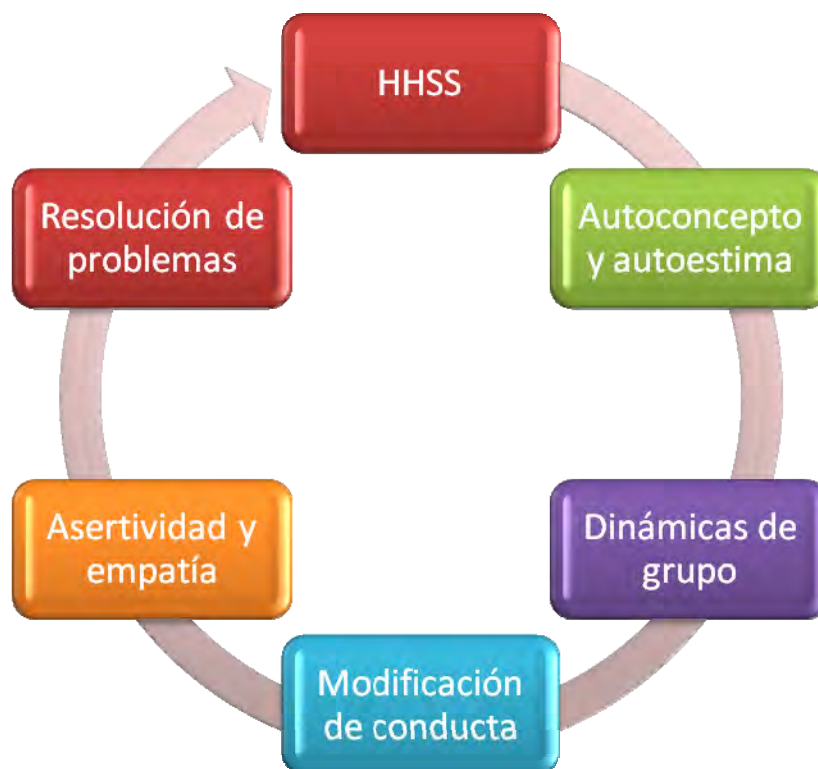 HHSS
Autoconcepto
y autoestima
Dinámicas de
grupo
Modificación
de conducta
Asertividad y
empatía
Resolución de
problemas